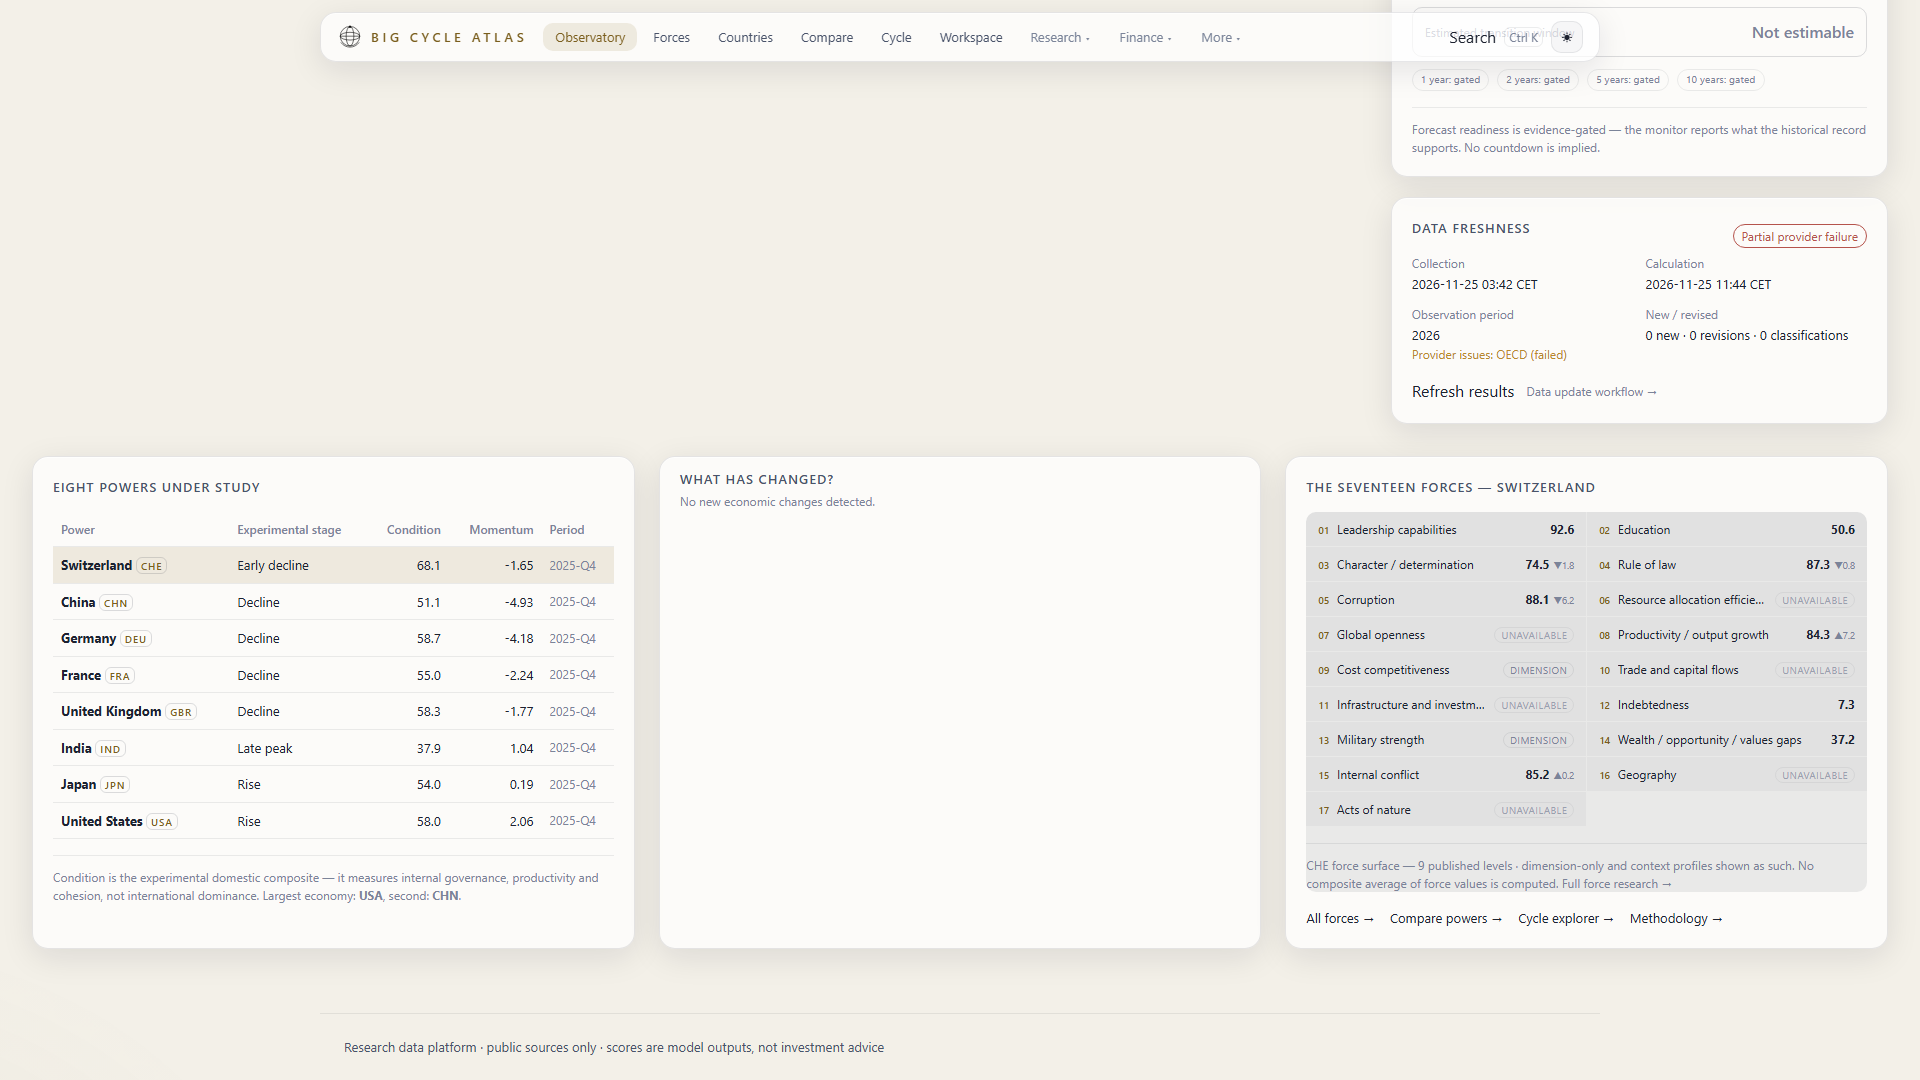 BIG CYCLE ATLAS Observatory Forces Countries Compare Cycle Workspace Research Finance More Search Ctrl K
Not estimable
1 year: gated 2 years: gated 5 years: gated 10 years: gated
Forecast readiness is evidence-gated — the monitor reports what the historical record
supports. No countdown is implied.
DATA FRESHNESS
Partial provider failure
Collection Calculation
2026-11-25 03:42 CET 2026-11-25 11:44 CET
Observation period New / revised
2026 0 new · 0 revisions · 0 classifications
Provider issues: OECD (failed)
Refresh results Data update workflow →
EIGHT POWERS UNDER STUDY
Power Experimental stage Condition Momentum Period
Switzerland CHE Early decline 68.1 -1.65 2025-Q4
China CHN Decline 51.1 -4.93 2025-Q4
Germany DEU Decline 58.7 -4.18 2025-Q4
France FRA Decline 55.0 -2.24 2025-Q4
United Kingdom GBR Decline 58.3 -1.77 2025-Q4
India IND Late peak 37.9 1.04 2025-Q4
Japan JPN Rise 54.0 0.19 2025-Q4
United States USA Rise 58.0 2.06 2025-Q4
Condition is the experimental domestic composite — it measures internal governance, productivity and
cohesion, not international dominance. Largest economy: USA, second: CHN.
WHAT HAS CHANGED?
No new economic changes detected.
THE SEVENTEEN FORCES — SWITZERLAND
01 Leadership capabilities 92.6 02 Education 50.6
03 Character / determination 74.5 ▼1.8 04 Rule of law 87.3 ▼0.8
05 Corruption 88.1 ▼6.2 06 Resource allocation efficie... UNAVAILABLE
07 Global openness UNAVAILABLE 08 Productivity / output growth 84.3 ▲7.2
09 Cost competitiveness DIMENSION 10 Trade and capital flows UNAVAILABLE
11 Infrastructure and investm... UNAVAILABLE 12 Indebtedness 7.3
13 Military strength DIMENSION 14 Wealth / opportunity / values gaps 37.2
15 Internal conflict 85.2 ▲0.2 16 Geography UNAVAILABLE
17 Acts of nature UNAVAILABLE
CHE force surface — 9 published levels · dimension-only and context profiles shown as such. No
composite average of force values is computed. Full force research →
All forces → Compare powers → Cycle explorer → Methodology →
Research data platform · public sources only · scores are model outputs, not investment advice